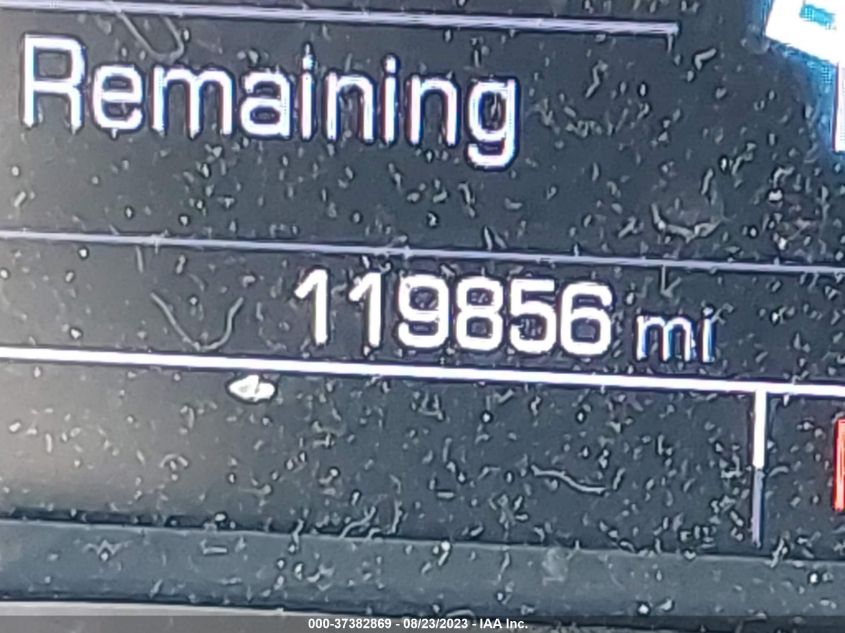 Remaining
119856 mi
000-37382869 - 08/23/2023 - IAA Inc.